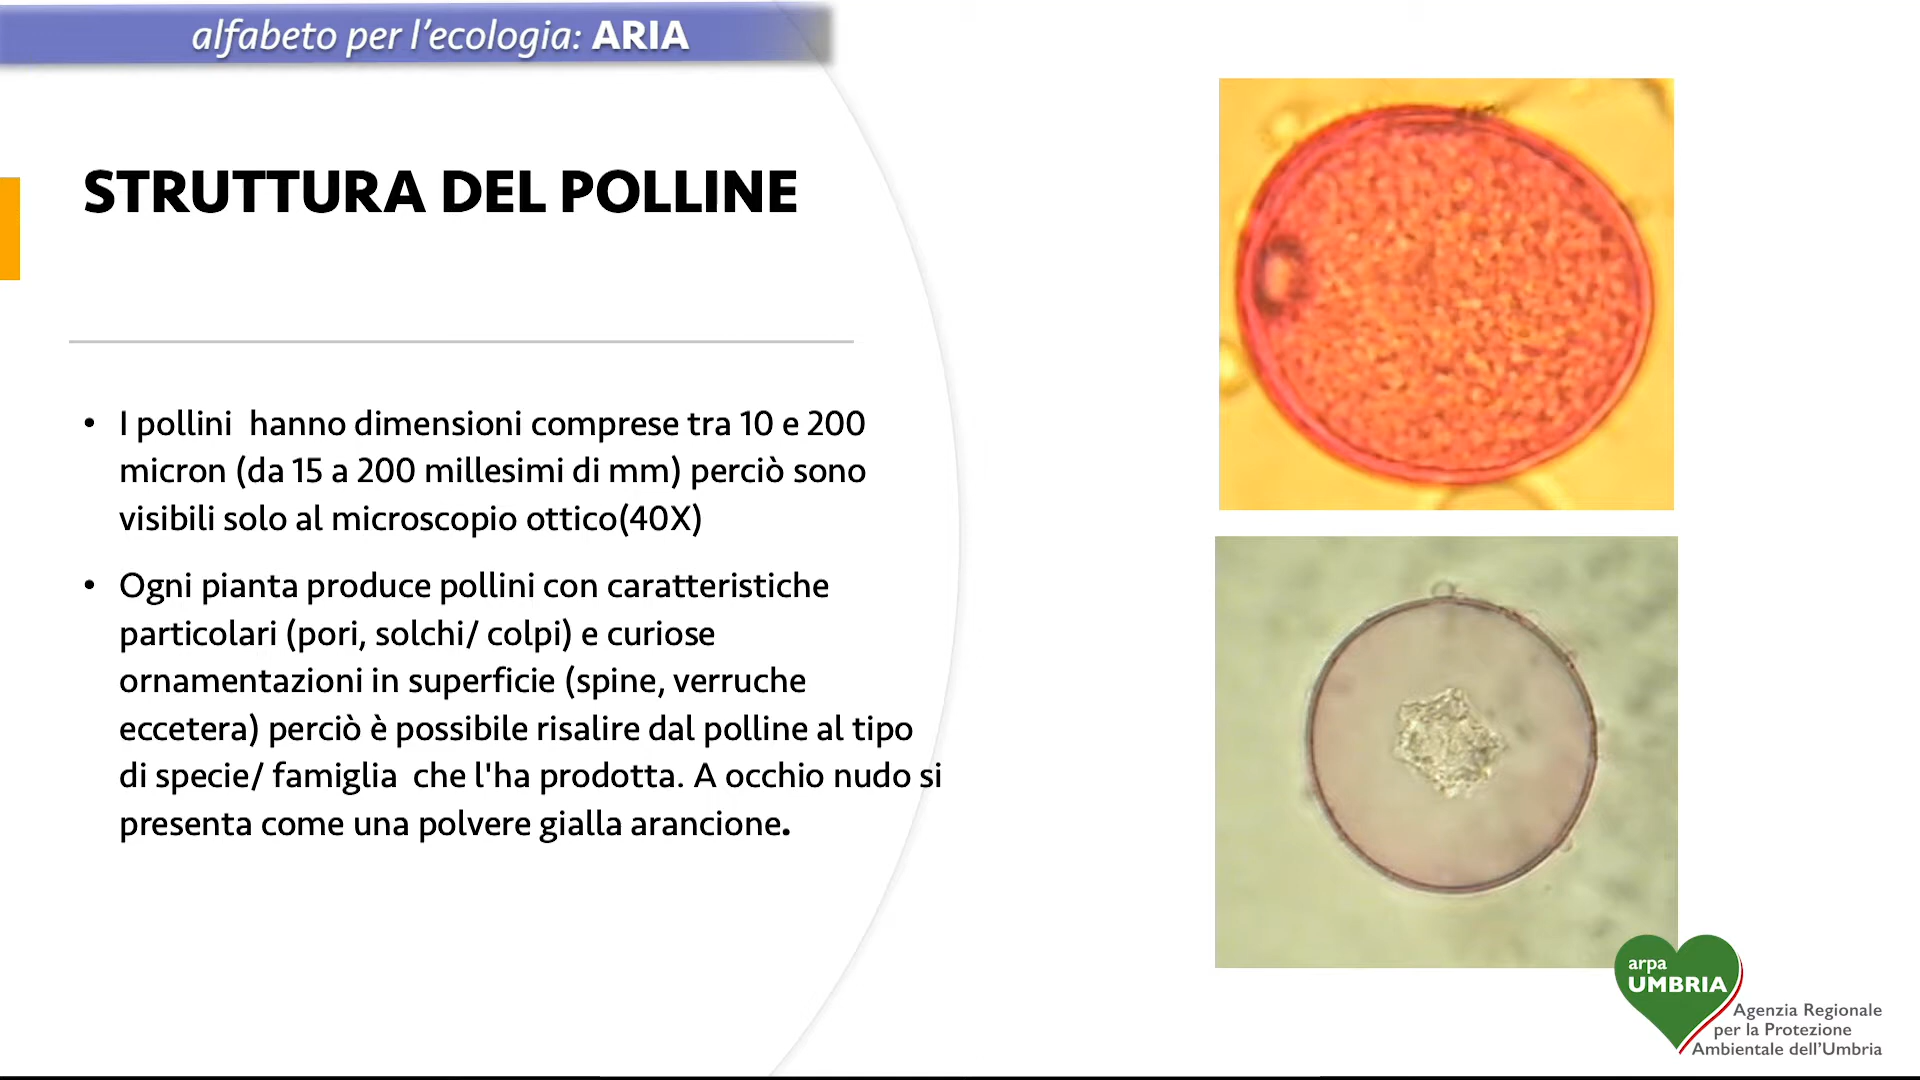 alfabeto per l'ecologia: ARIA
STRUTTURA DEL POLLINE
• I pollini  hanno dimensioni comprese tra 10 e 200
micron (da 15 a 200 millesimi di mm) perciò sono
visibili solo al microscopio ottico(40X)
• Ogni pianta produce pollini con caratteristiche
particolari (pori, solchi/ colpi) e curiose
ornamentazioni in superficie (spine, verruche
eccetera) perciò è possibile risalire dal polline al tipo
di specie/ famiglia  che l'ha prodotta. A occhio nudo si
presenta come una polvere gialla arancione.
arpa
UMBRIA
Agenzia Regionale
per la Protezione
Ambientale dell'Umbria